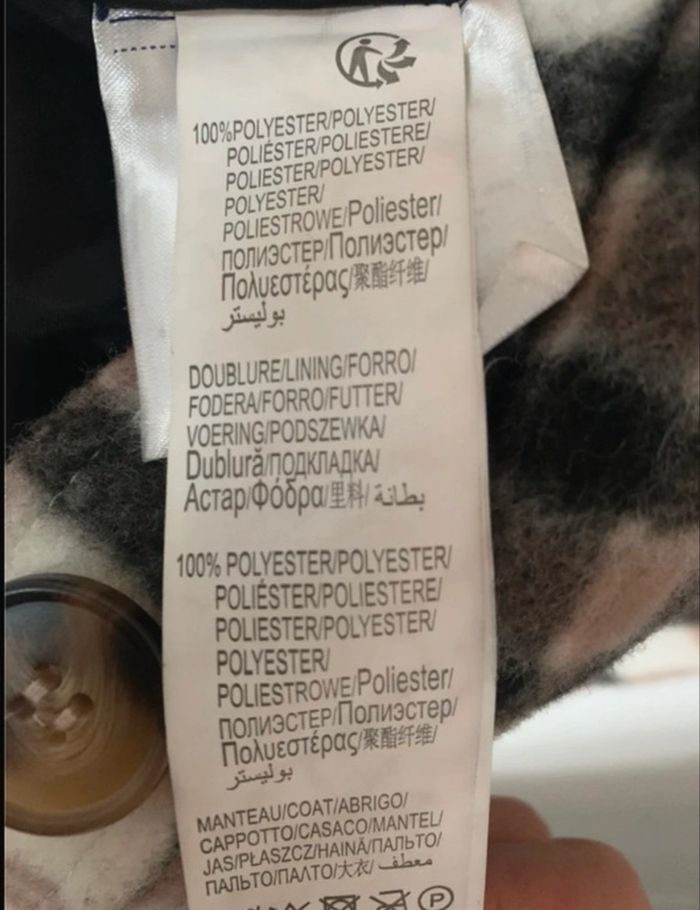 100%POLYESTER/POLYESTER/
POLIÉSTER/POLIESTERE/
POLIESTER/POLYESTER/
POLYESTER/
POLIESTROWE/Poliester/
ПОЛИЭСТЕР/Полиэстер/
Πολυεστέρας/聚酯纤维/
بوليستر
DOUBLURE/LINING/FORRO/
FODERA/FORRO/FUTTER/
VOERING/PODSZEWKA/
Dublură/ПОДКЛАДКА/
Астар/Φόδρα/里料/بطانة
100% POLYESTER/POLYESTER/
POLIÉSTER/POLIESTERE/
POLIESTER/POLYESTER/
POLYESTER/
POLIESTROWE/Poliester/
ПОЛИЭСТЕР/Полиэстер/
Πολυεστέρας/聚酯纤维/
بوليستر
MANTEAU/COAT/ABRIGO/
CAPPOTTO/CASACO/MANTEL/
JAS/PŁASZCZ/HAINĂ/ПАЛЬТО/
ПАЛЬТО/ΠΑΛΤΟ/大衣/معطف
P